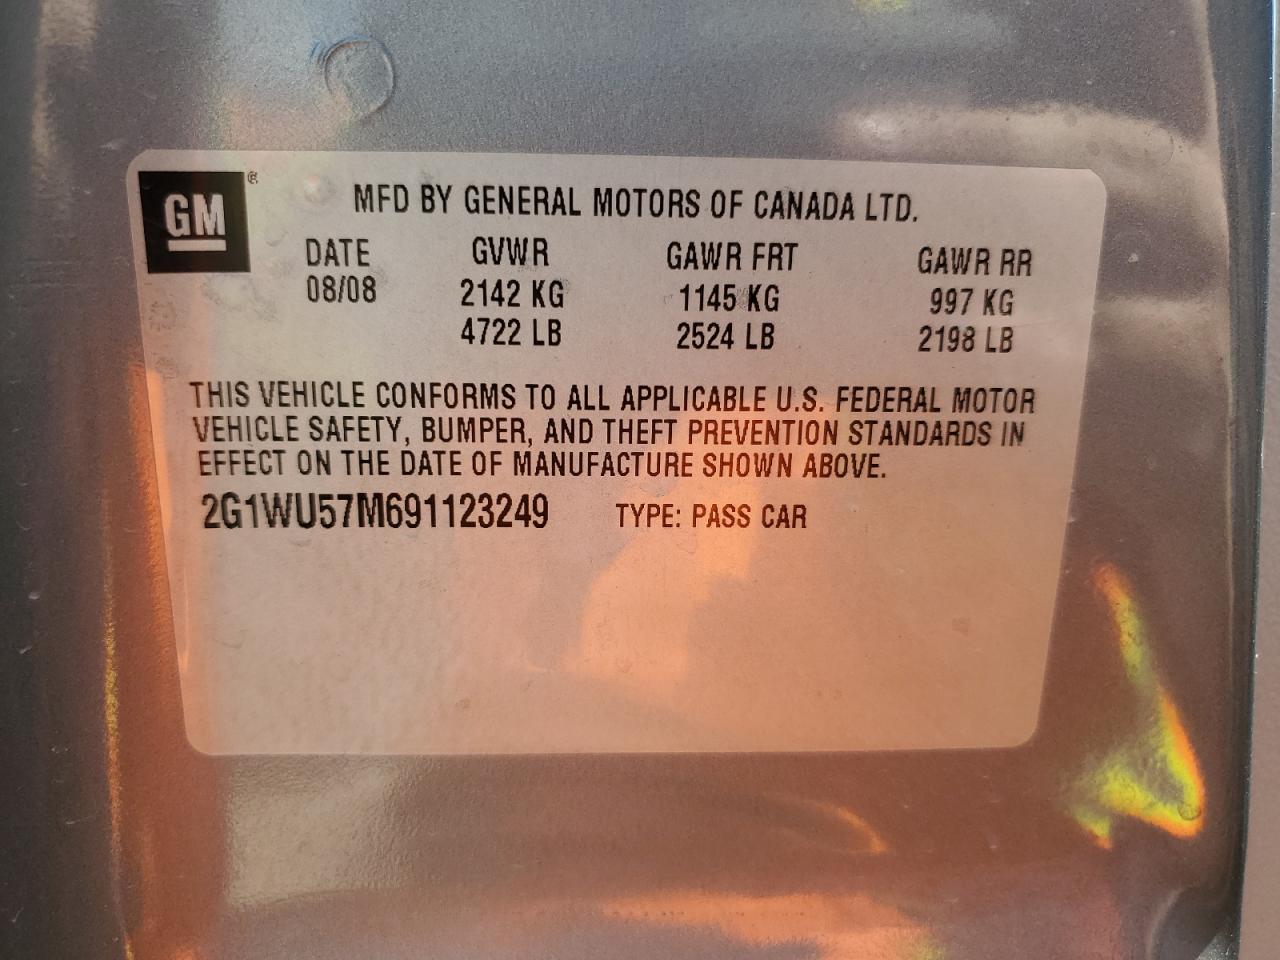 GM ®
MFD BY GENERAL MOTORS OF CANADA LTD.
DATE GVWR GAWR FRT GAWR RR
08/08 2142 KG 1145 KG 997 KG
4722 LB 2524 LB 2198 LB
THIS VEHICLE CONFORMS TO ALL APPLICABLE U.S. FEDERAL MOTOR
VEHICLE SAFETY, BUMPER, AND THEFT PREVENTION STANDARDS IN
EFFECT ON THE DATE OF MANUFACTURE SHOWN ABOVE.
2G1WU57M691123249 TYPE: PASS CAR